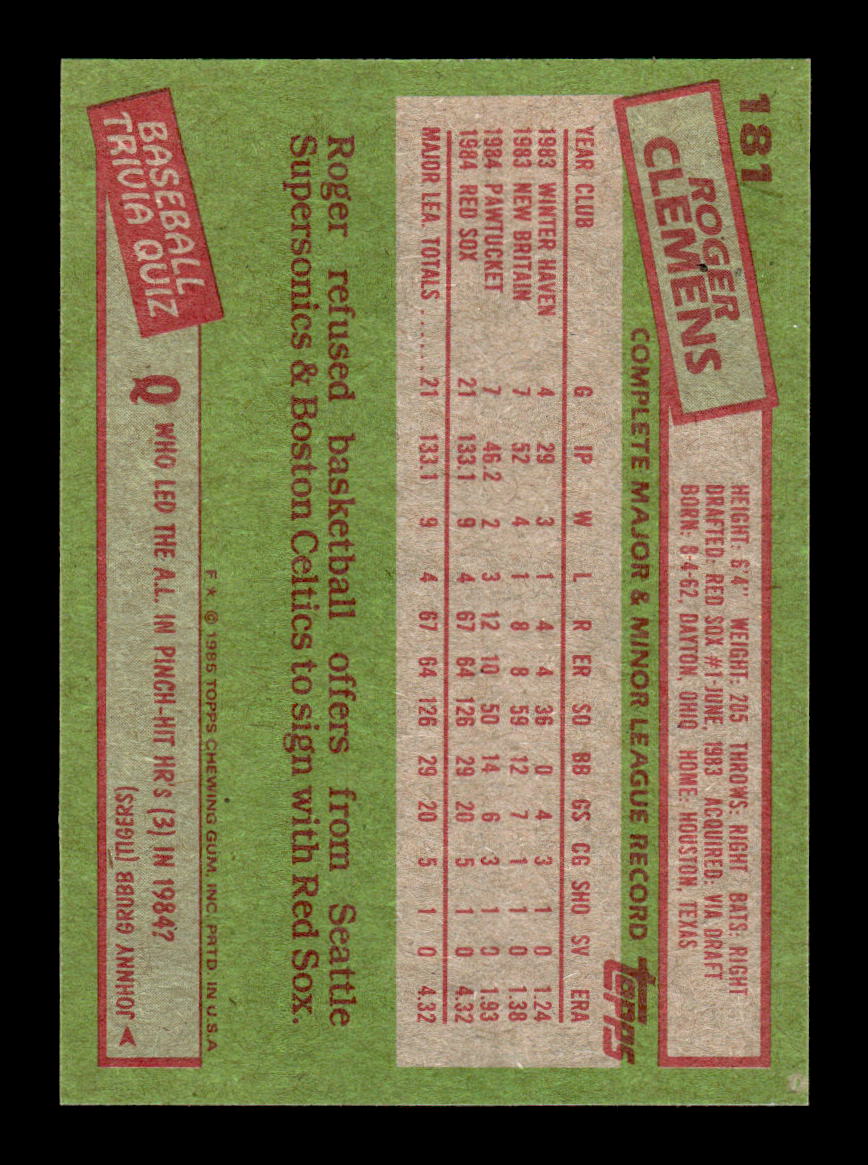 181
ROGER
CLEMENS
HEIGHT: 6'4" WEIGHT: 205 THROWS: RIGHT BATS: RIGHT
DRAFTED: RED SOX #1-JUNE, 1983 ACQUIRED: VIA DRAFT
BORN: 8-4-62, DAYTON, OHIO HOME: HOUSTON, TEXAS
COMPLETE MAJOR & MINOR LEAGUE RECORD
topps
YEAR CLUB G IP W L R ER SO BB GS CG SHO SV ERA
1983 WINTER HAVEN 4 29 3 1 4 4 36 0 4 3 1 0 1.24
1983 NEW BRITAIN 7 52 4 1 8 8 59 12 7 1 1 0 1.38
1984 PAWTUCKET 7 46.2 2 3 12 10 50 14 6 3 1 0 1.93
1984 RED SOX 21 133.1 9 4 67 64 126 29 20 5 1 0 4.32
MAJOR LEA. TOTALS ...... 21 133.1 9 4 67 64 126 29 20 5 1 0 4.32
Roger refused basketball offers from Seattle
Supersonics & Boston Celtics to sign with Red Sox.
F* © 1985 TOPPS CHEWING GUM, INC. PRTD. IN U.S.A.
BASEBALL
TRIVIA QUIZ
Q WHO LED THE A.L. IN PINCH-HIT HR's (3) IN 1984?
JOHNNY GRUBB (TIGERS)